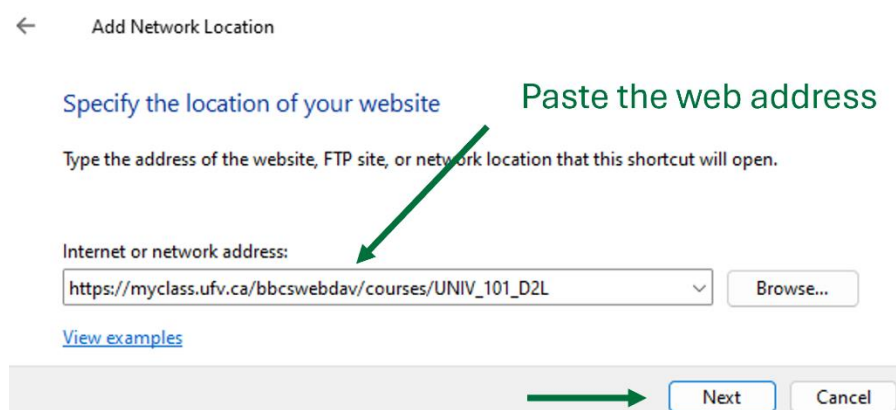 Add Network Location
Specify the location of your website
Paste the web address
Type the address of the website, FTP site, or network location that this shortcut will open.
Internet or network address:
https://myclass.ufv.ca/bbcswebdav/courses/UNIV_101_D2L
Browse...
View examples
Next
Cancel